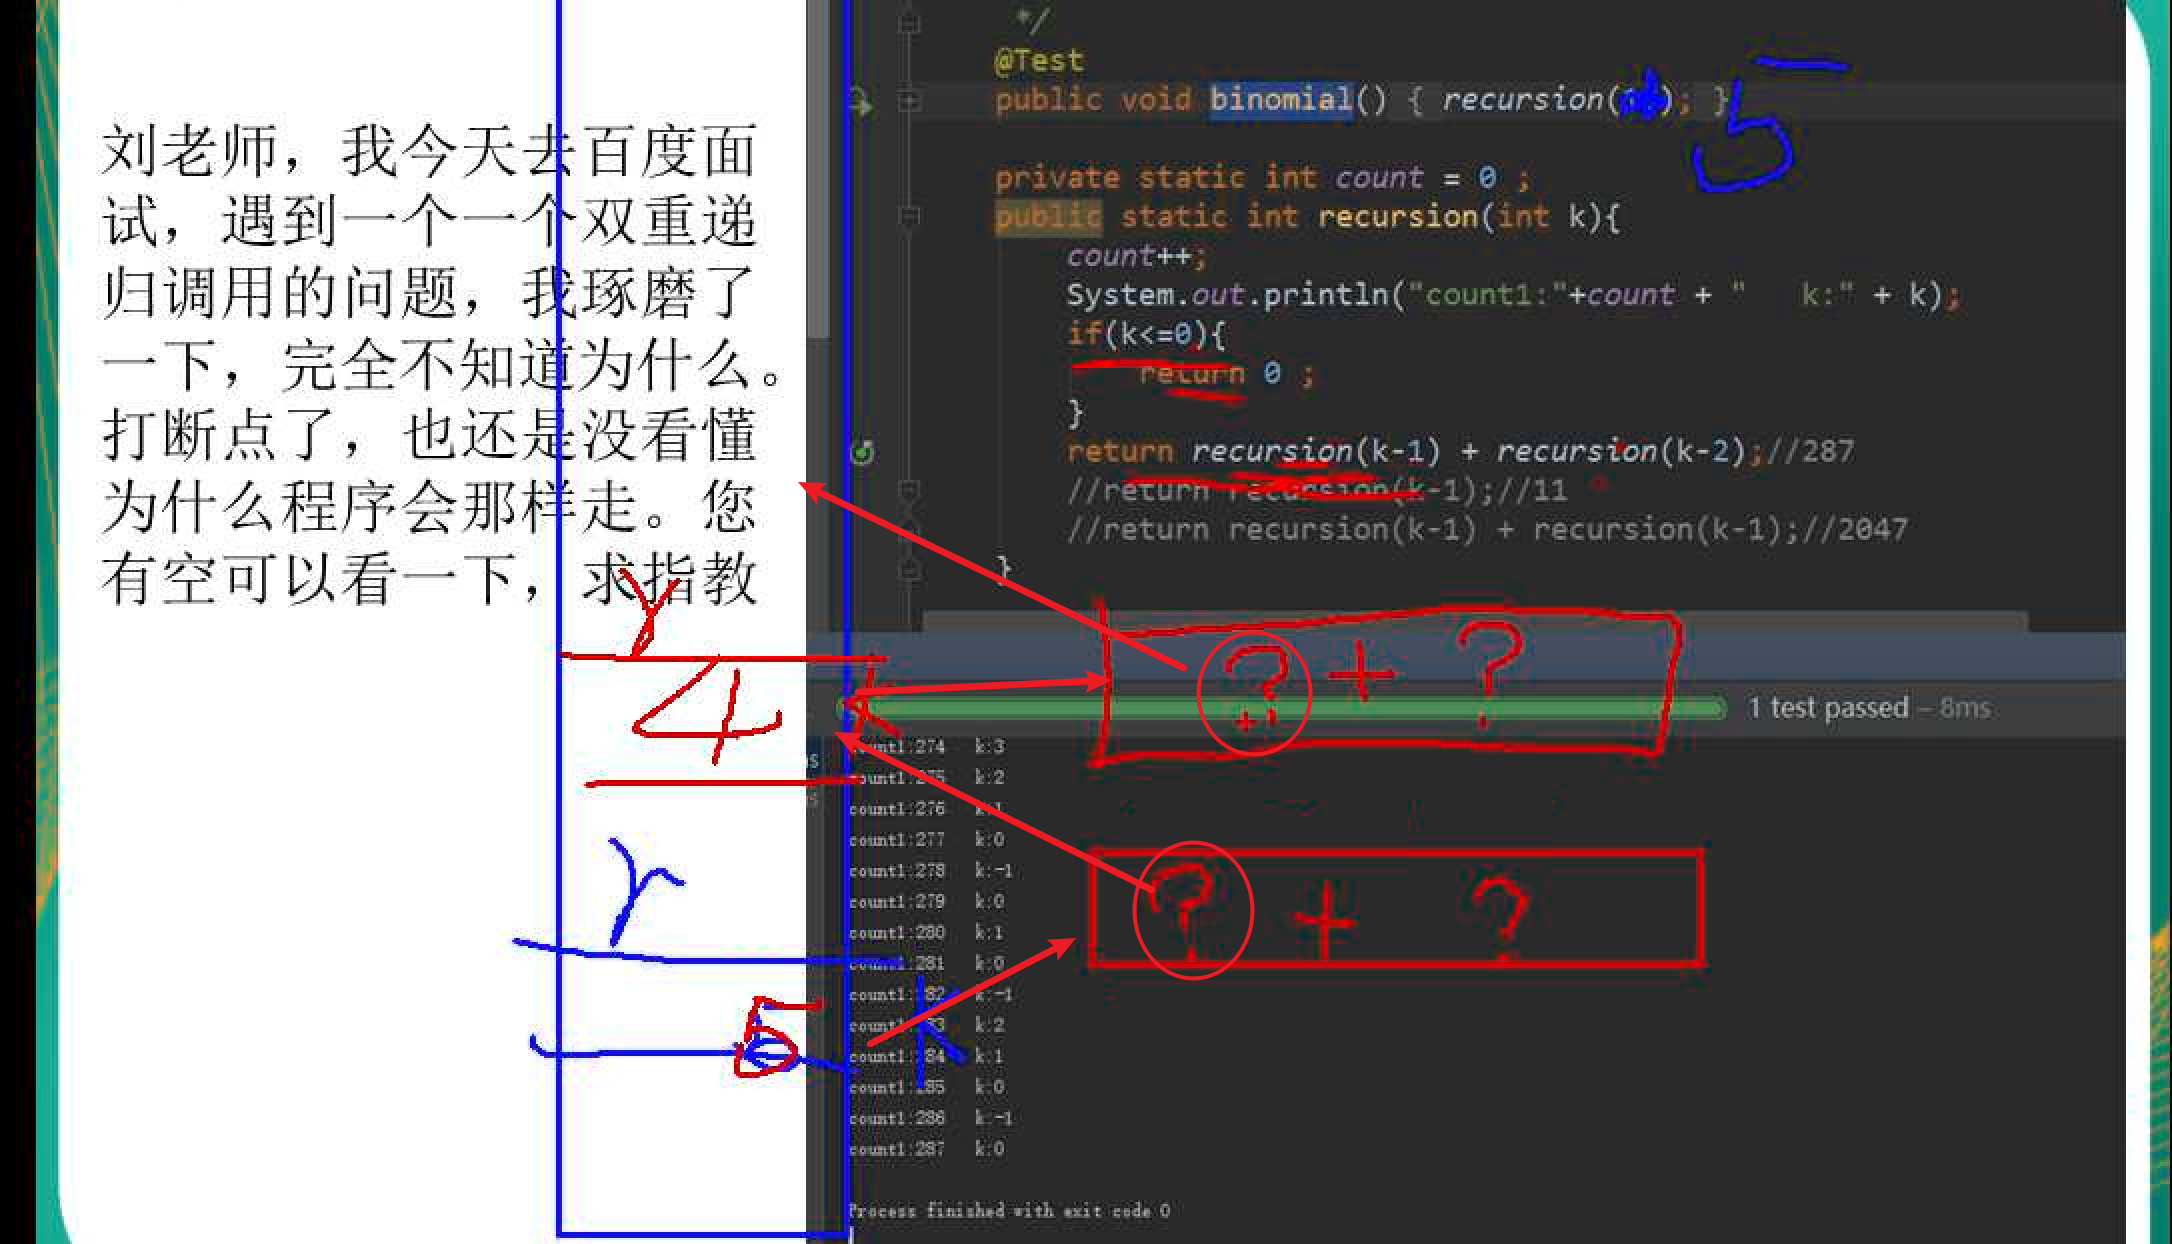 刘老师，我今天去百度面
试，遇到一个一个双重递
归调用的问题，我琢磨了
一下，完全不知道为什么。
打断点了，也还是没看懂
为什么程序会那样走。您
有空可以看一下，求指教
*/
@Test
public void binomial() { recursion(); }
5
private static int count = 0 ;
public static int recursion(int k){
count++;
System.out.println("count1:"+count + "   k:" + k);
if(k<=0){
return 0 ;
}
return recursion(k-1) + recursion(k-2);//287
//return recursion(k-1);//11
//return recursion(k-1) + recursion(k-1);//2047
}
r
4 k
? + ?
1 test passed – 8ms
count1:274   k:3
count1:275   k:2
count1:276   k:1
count1:277   k:0
count1:278   k:-1
count1:279   k:0
count1:280   k:1
count1:281   k:0
count1:282   k:-1
count1:283   k:2
count1:284   k:1
count1:285   k:0
count1:286   k:-1
count1:287   k:0
? + ?
r
5 k
Process finished with exit code 0